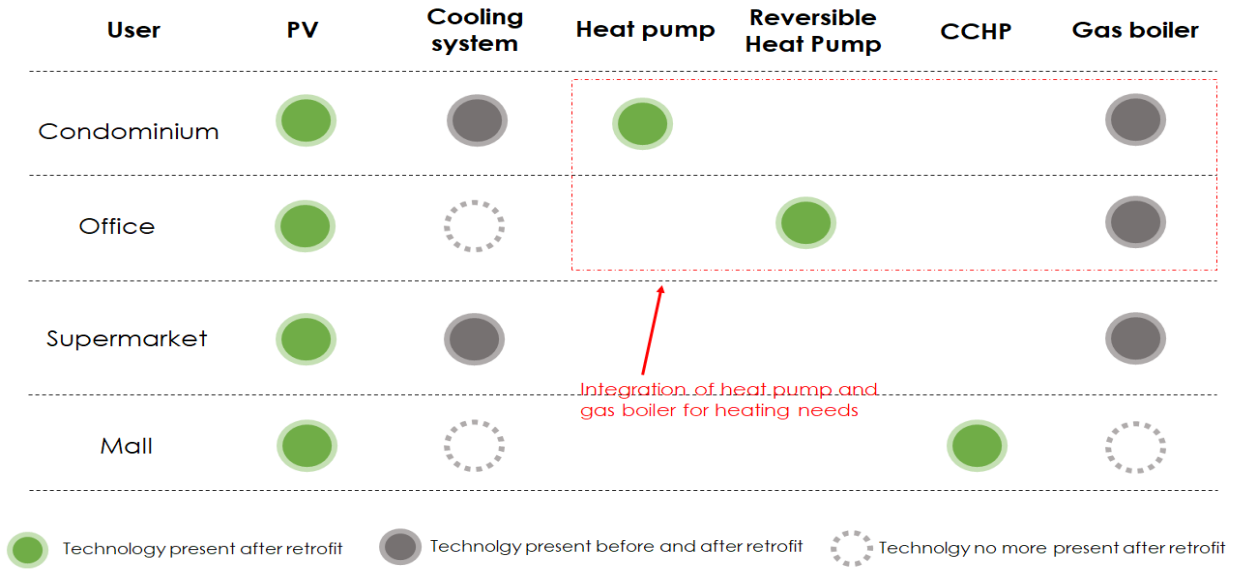 User
PV
Cooling
system
Heat pump
Reversible
Heat Pump
CCHP
Gas boiler
Condominium
Office
Supermarket
Integration of heat pump and
gas boiler for heating needs
Mall
Technology present after retrofit
Technolgy present before and after retrofit
Technolgy no more present after retrofit